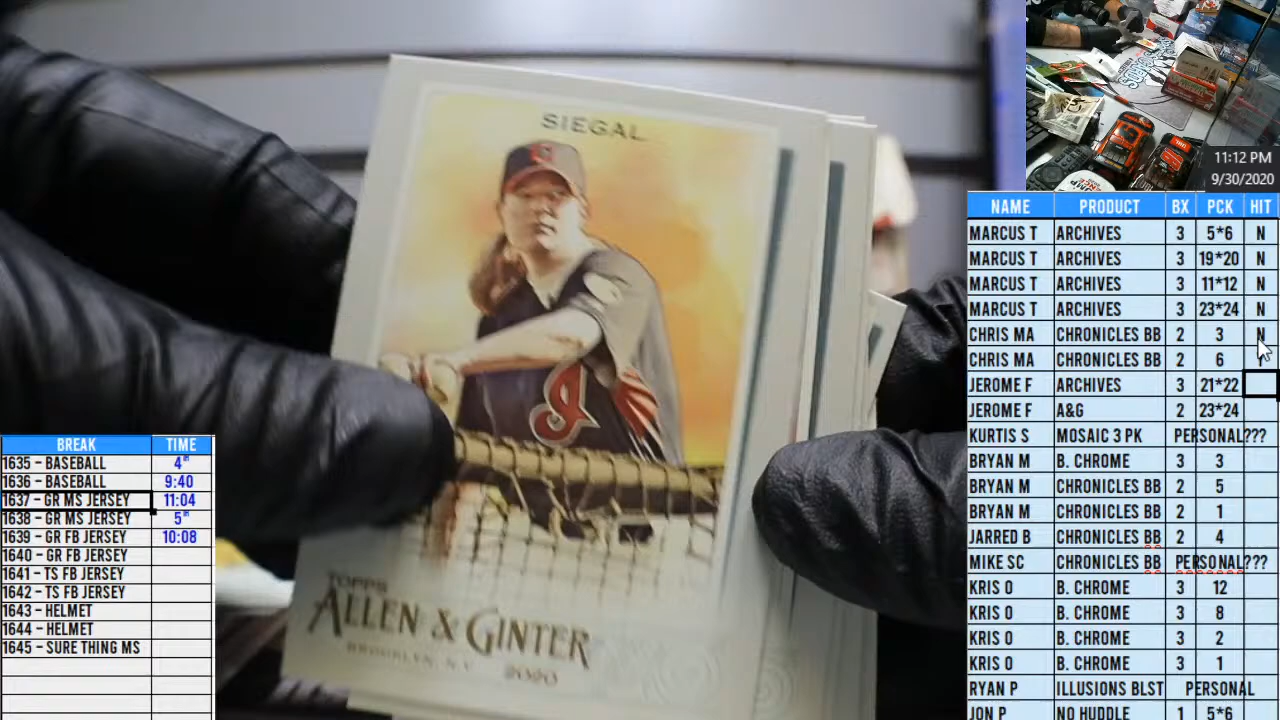 SIEGAL
TOPPS
ALLEN & GINTER
BROOKLYN, N.Y.
2020
11:12 PM
9/30/2020
NAME PRODUCT BX PCK HIT
MARCUS T ARCHIVES 3 5*6 N
MARCUS T ARCHIVES 3 19*20 N
MARCUS T ARCHIVES 3 11*12 N
MARCUS T ARCHIVES 3 23*24 N
CHRIS MA CHRONICLES BB 2 3 N
CHRIS MA CHRONICLES BB 2 6
JEROME F ARCHIVES 3 21*22
JEROME F A&G 2 23*24
KURTIS S MOSAIC 3 PK PERSONAL???
BRYAN M B. CHROME 3 3
BRYAN M CHRONICLES BB 2 5
BRYAN M CHRONICLES BB 2 1
JARRED B CHRONICLES BB 2 4
MIKE SC CHRONICLES BB PERSONAL???
KRIS O B. CHROME 3 12
KRIS O B. CHROME 3 8
KRIS O B. CHROME 3 2
KRIS O B. CHROME 3 1
RYAN P ILLUSIONS BLST PERSONAL
JON P NO HUDDLE 1 5*6
BREAK TIME
1635 - BASEBALL 4th
1636 - BASEBALL 9:40
1637 - GR MS JERSEY 11:04
1638 - GR MS JERSEY 5th
1639 - GR FB JERSEY 10:08
1640 - GR FB JERSEY
1641 - TS FB JERSEY
1642 - TS FB JERSEY
1643 - HELMET
1644 - HELMET
1645 - SURE THING MS